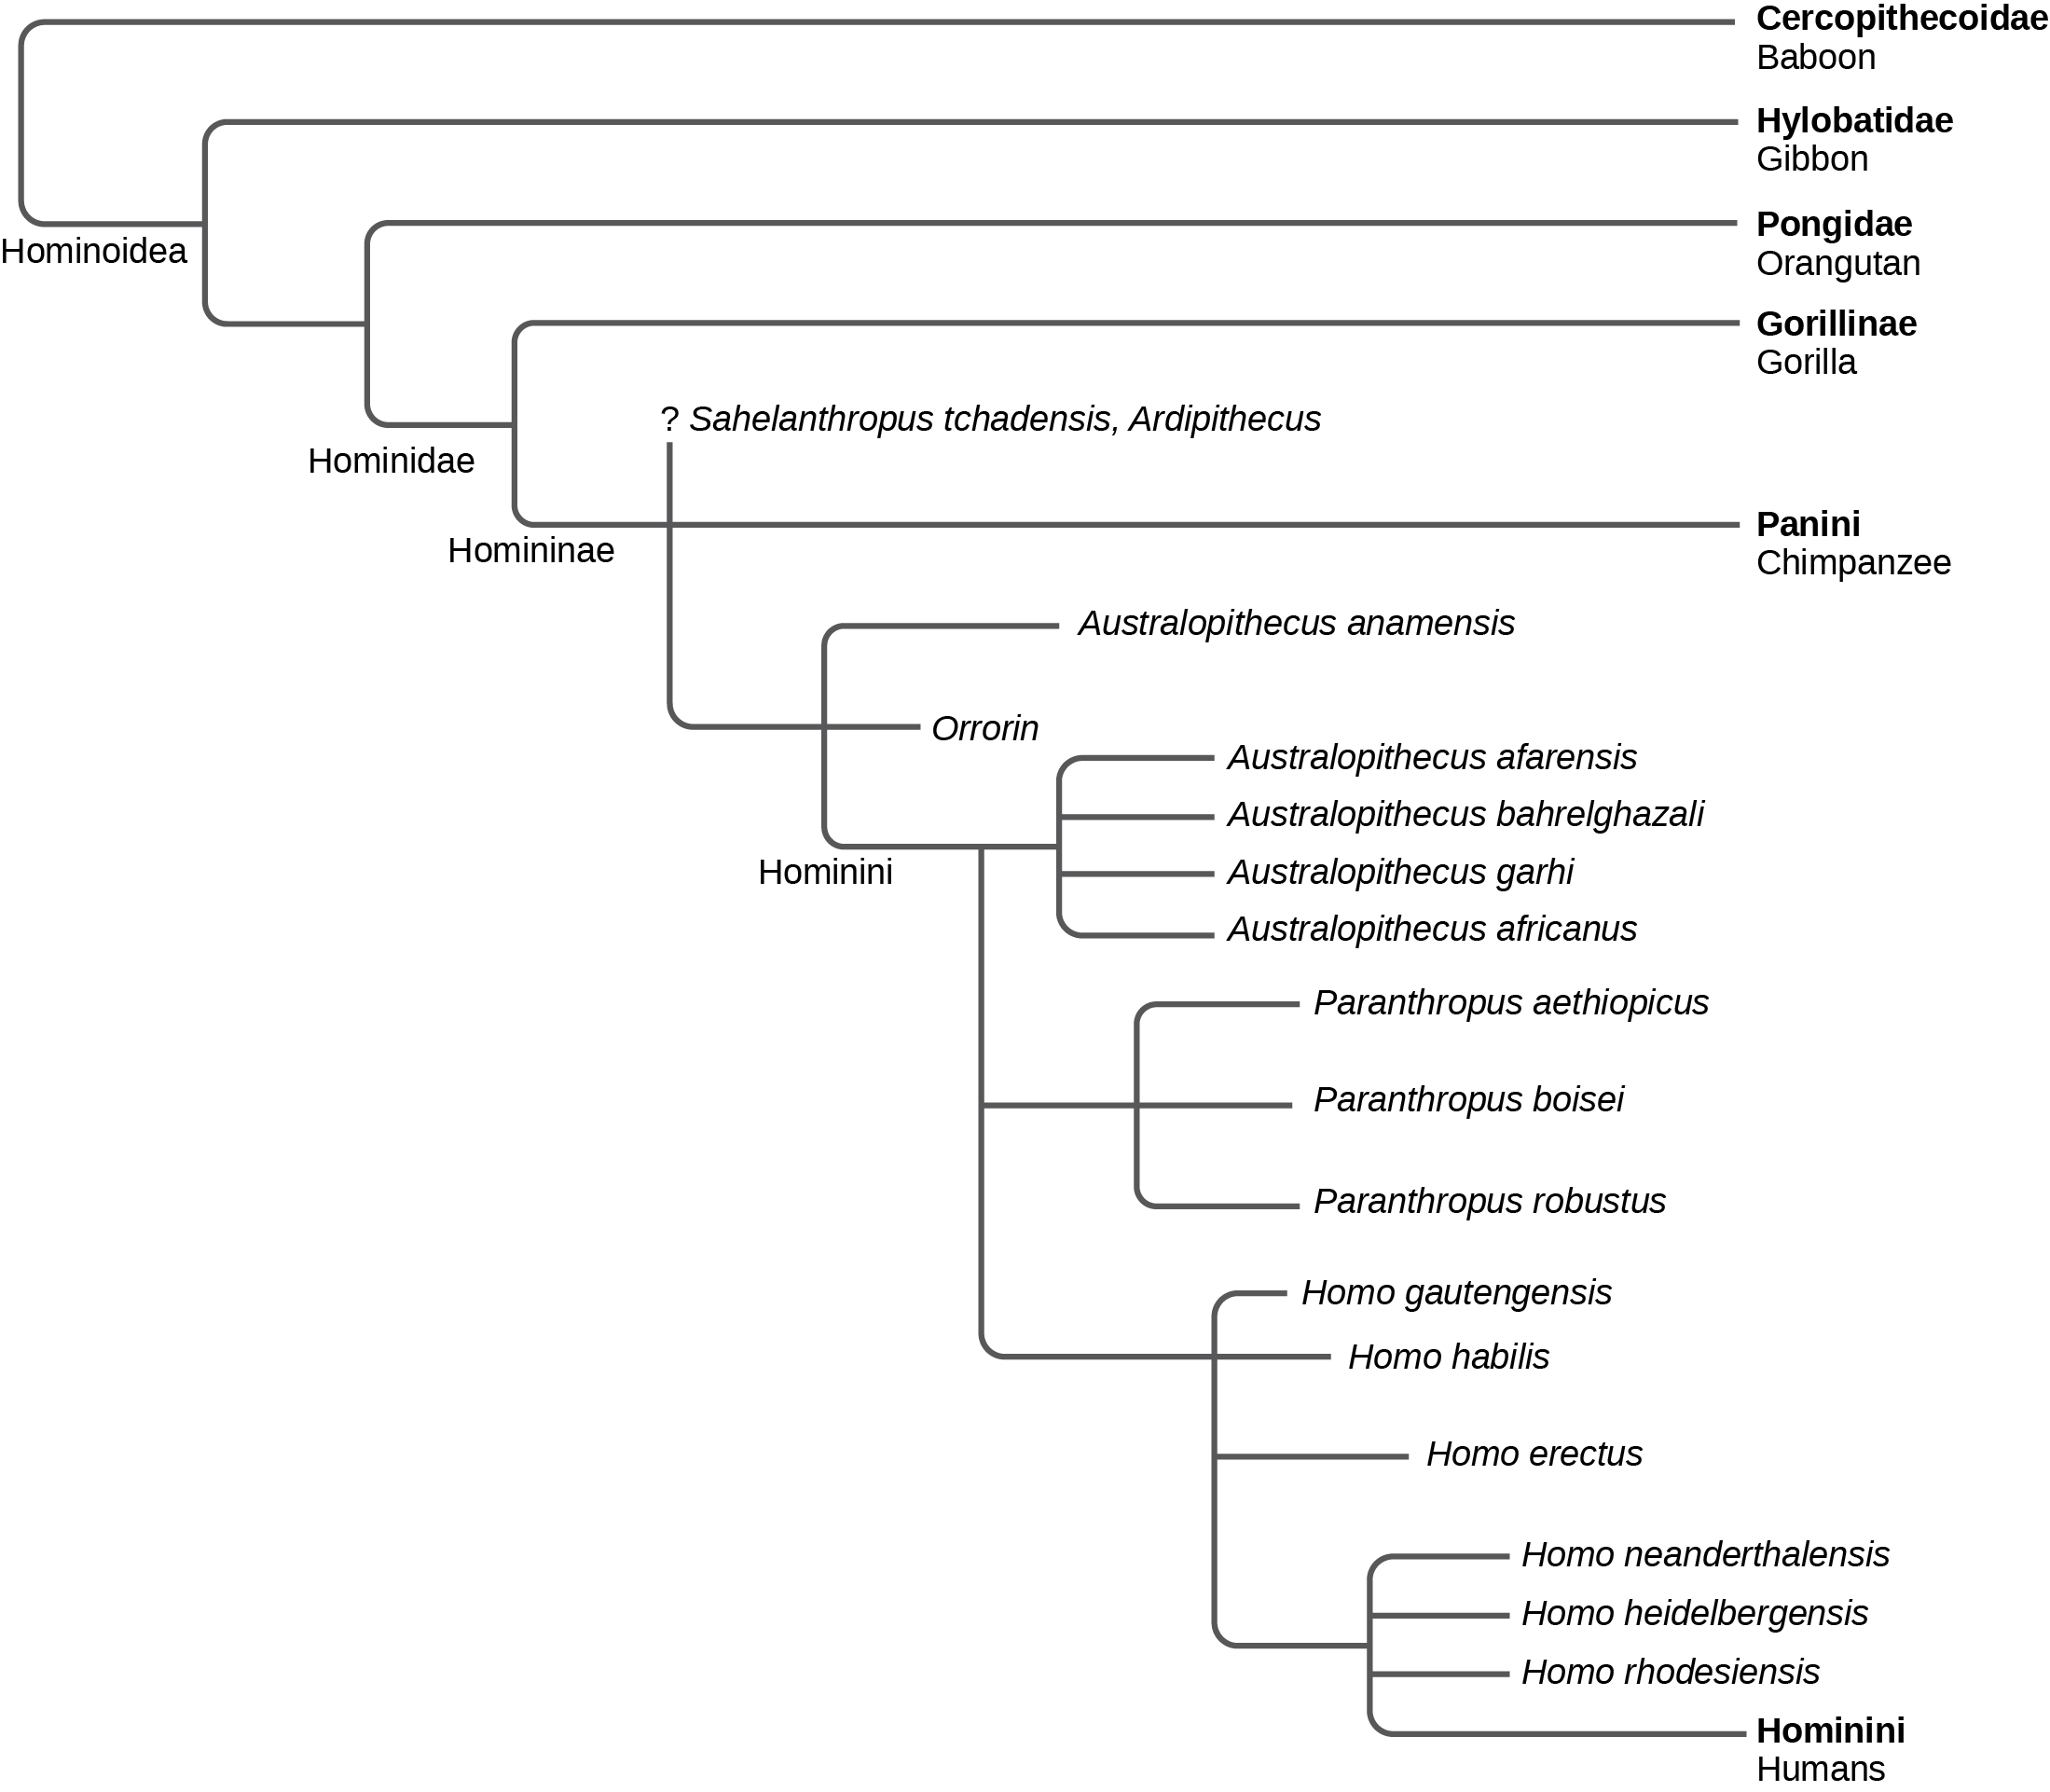 Cercopithecoidae
Baboon
Hylobatidae
Gibbon
Pongidae
Orangutan
Hominoidea
Gorillinae
Gorilla
? Sahelanthropus tchadensis, Ardipithecus
Hominidae
Panini
Chimpanzee
Homininae
Australopithecus anamensis
Orrorin
Australopithecus afarensis
Australopithecus bahrelghazali
Hominini
Australopithecus garhi
Australopithecus africanus
Paranthropus aethiopicus
Paranthropus boisei
Paranthropus robustus
Homo gautengensis
Homo habilis
Homo erectus
Homo neanderthalensis
Homo heidelbergensis
Homo rhodesiensis
Hominini
Humans